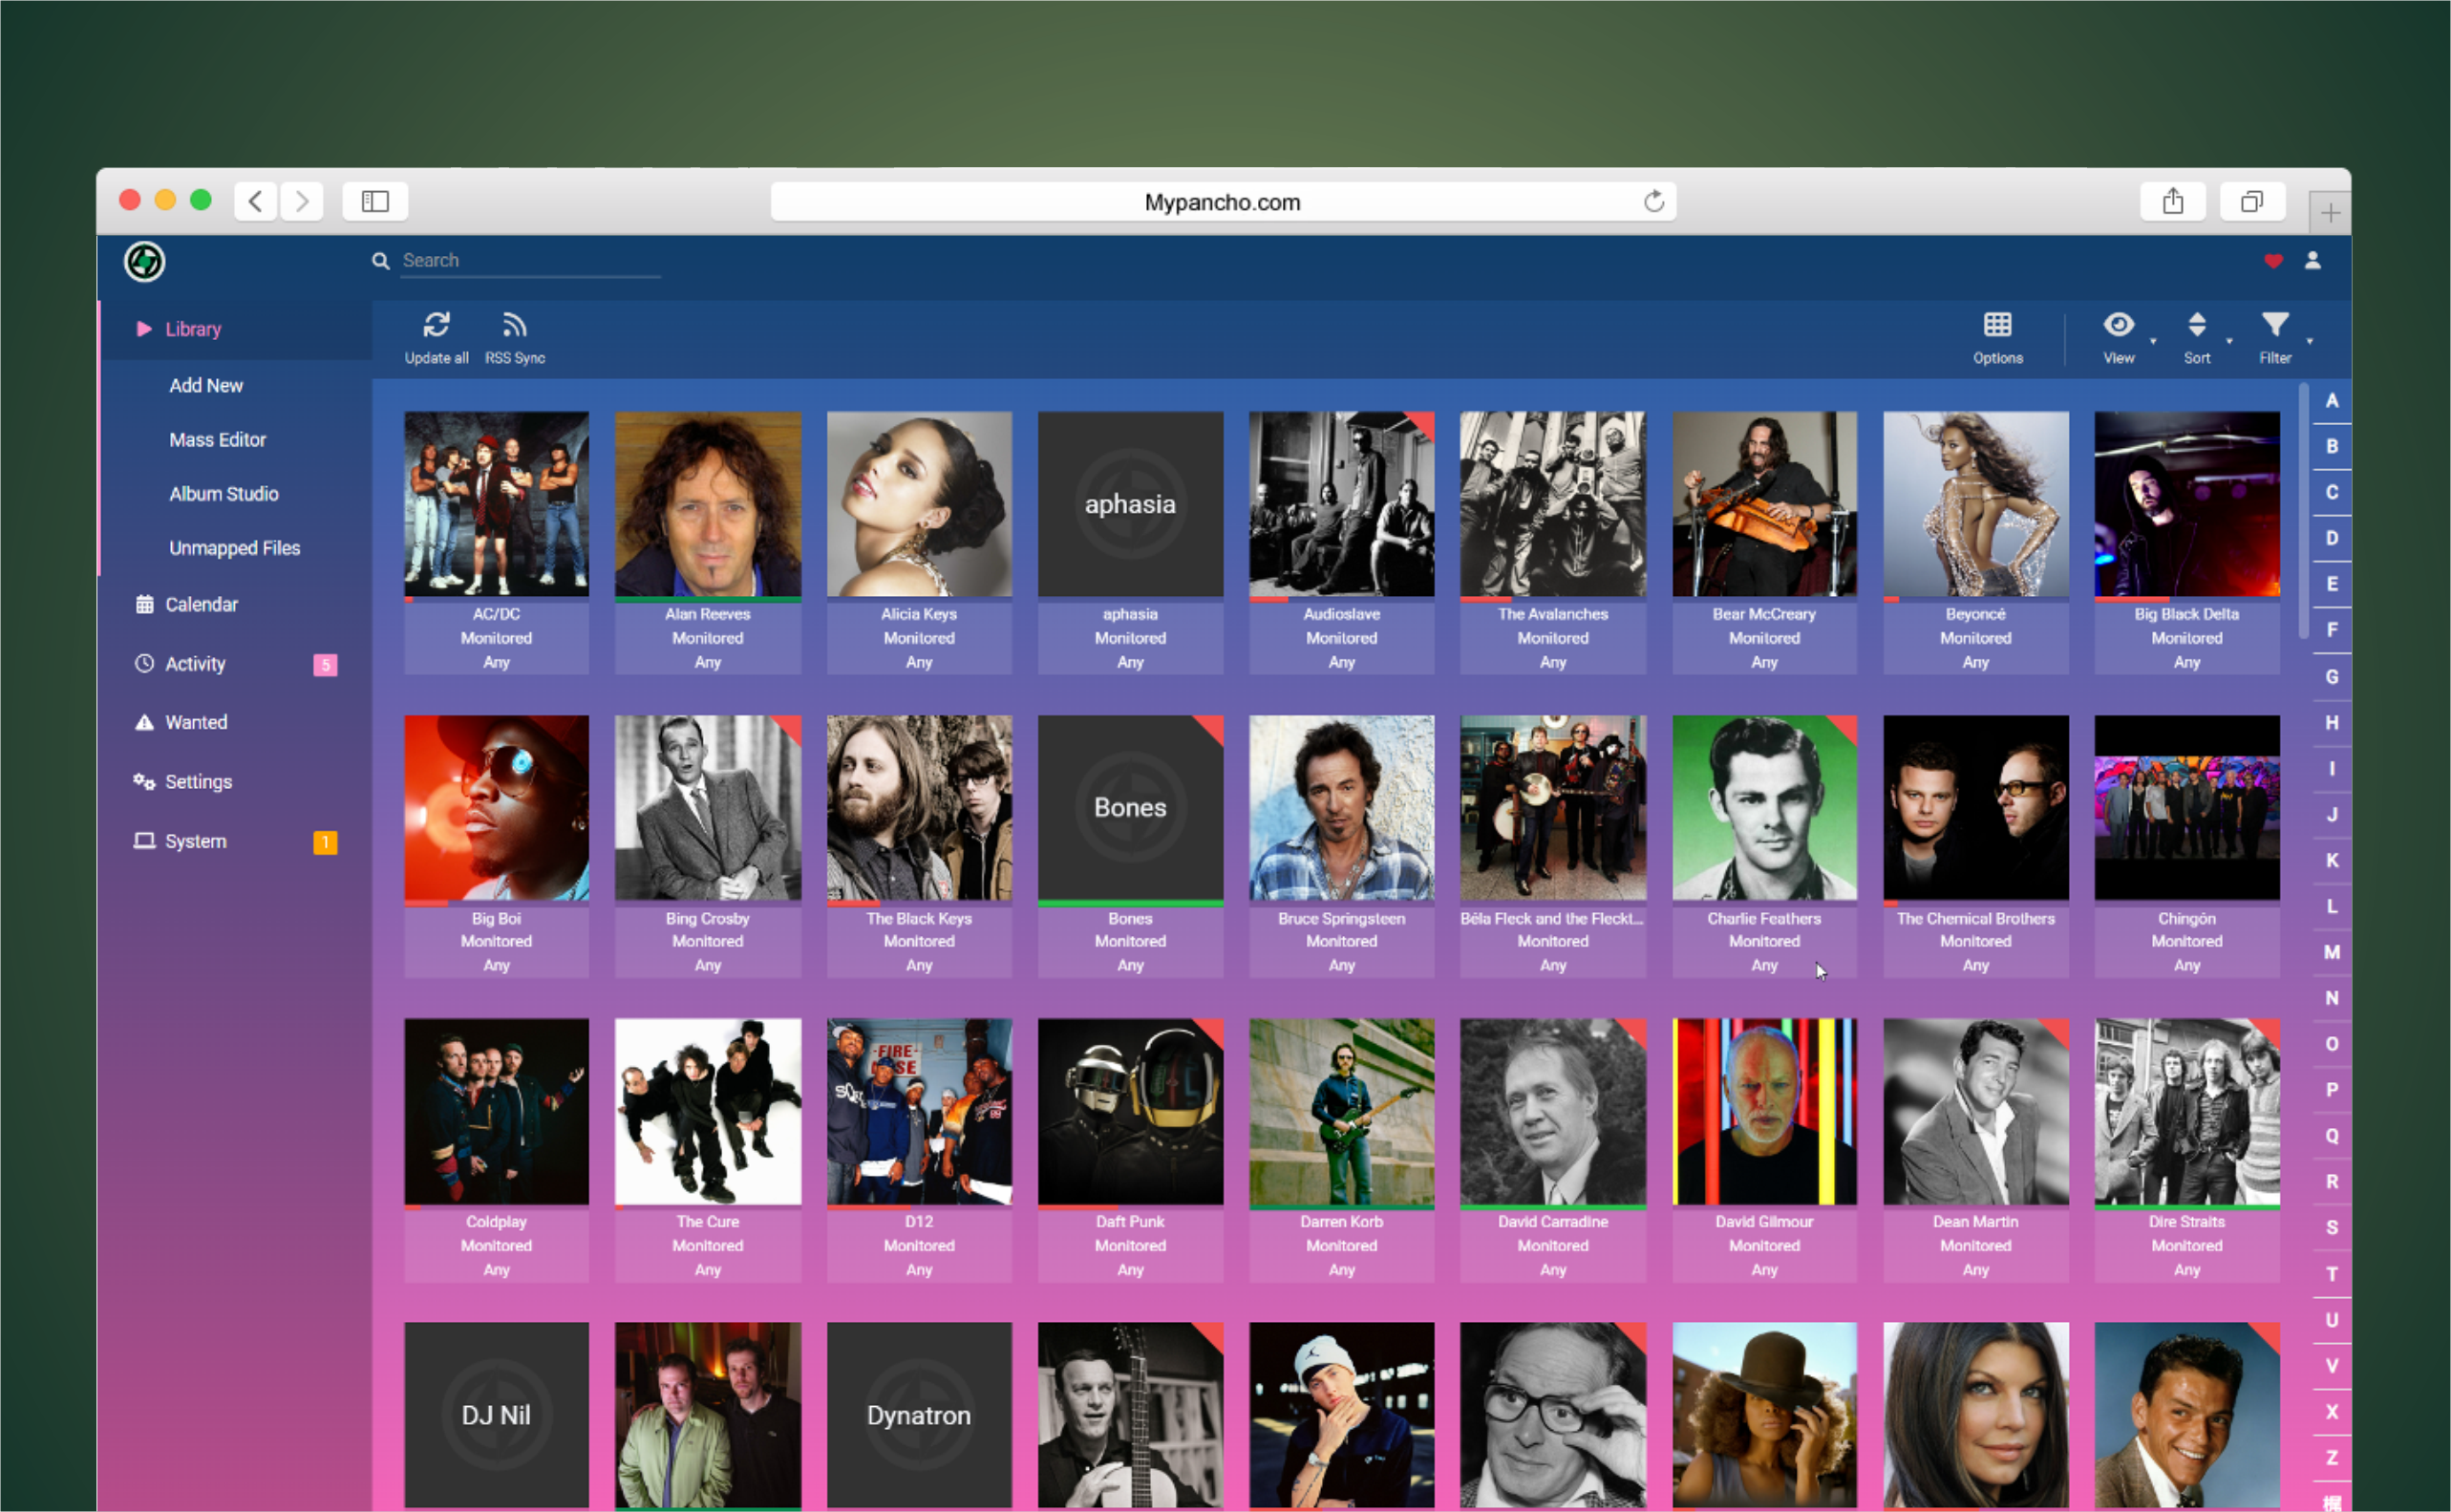 Mypancho.com
Search
Library
Update all
RSS Sync
Options
View
Sort
Filter
Add New
Mass Editor
Album Studio
Unmapped Files
Calendar
Activity
5
Wanted
Settings
System
1
aphasia
AC/DC
Monitored
Any
Alan Reeves
Monitored
Any
Alicia Keys
Monitored
Any
aphasia
Monitored
Any
Audioslave
Monitored
Any
The Avalanches
Monitored
Any
Bear McCreary
Monitored
Any
Beyoncé
Monitored
Any
Big Black Delta
Monitored
Any
Bones
Big Boi
Monitored
Any
Bing Crosby
Monitored
Any
The Black Keys
Monitored
Any
Bones
Monitored
Any
Bruce Springsteen
Monitored
Any
Béla Fleck and the Fleckt...
Monitored
Any
Charlie Feathers
Monitored
Any
The Chemical Brothers
Monitored
Any
Chingón
Monitored
Any
-FIRE-
Coldplay
Monitored
Any
The Cure
Monitored
Any
D12
Monitored
Any
Daft Punk
Monitored
Any
Darren Korb
Monitored
Any
David Carradine
Monitored
Any
David Gilmour
Monitored
Any
Dean Martin
Monitored
Any
Dire Straits
Monitored
Any
DJ Nil
Dynatron
A
B
C
D
E
F
G
H
I
J
K
L
M
N
O
P
Q
R
S
T
U
V
X
Z